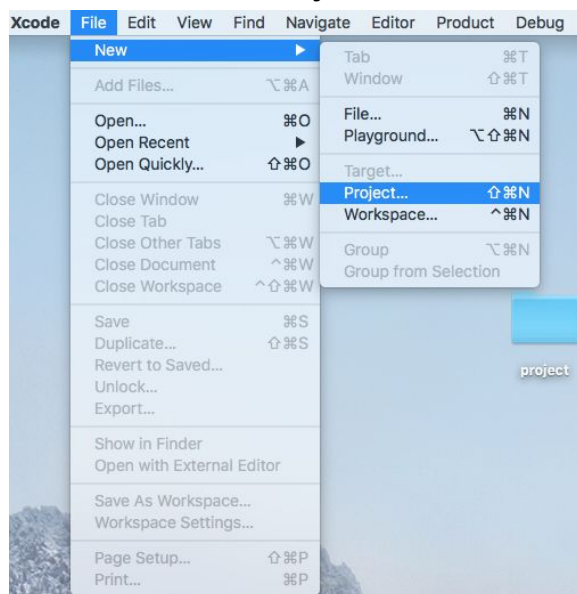 Xcode File Edit View Find Navigate Editor Product Debug
New ▶
Add Files... ⌥⌘A
Open... ⌘O
Open Recent ▶
Open Quickly... ⇧⌘O
Close Window ⌘W
Close Tab
Close Other Tabs ⌥⌘W
Close Document ^⌘W
Close Workspace ^⇧⌘W
Save ⌘S
Duplicate... ⇧⌘S
Revert to Saved...
Unlock...
Export...
Show in Finder
Open with External Editor
Save As Workspace...
Workspace Settings...
Page Setup... ⇧⌘P
Print... ⌘P
Tab ⌘T
Window ⇧⌘T
File... ⌘N
Playground... ⌥⇧⌘N
Target...
Project... ⇧⌘N
Workspace... ^⌘N
Group ⌥⌘N
Group from Selection
project